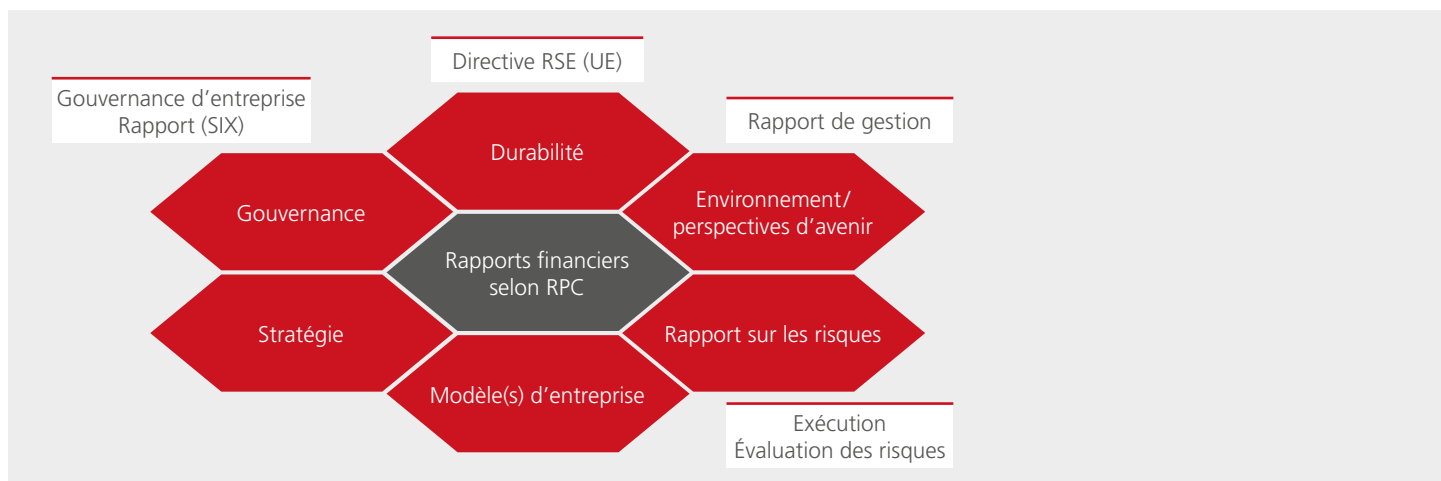 Directive RSE (UE)
Gouvernance d’entreprise
Rapport (SIX)
Rapport de gestion
Durabilité
Gouvernance
Environnement/
perspectives d’avenir
Rapports financiers
selon RPC
Stratégie
Rapport sur les risques
Modèle(s) d’entreprise
Exécution
Évaluation des risques